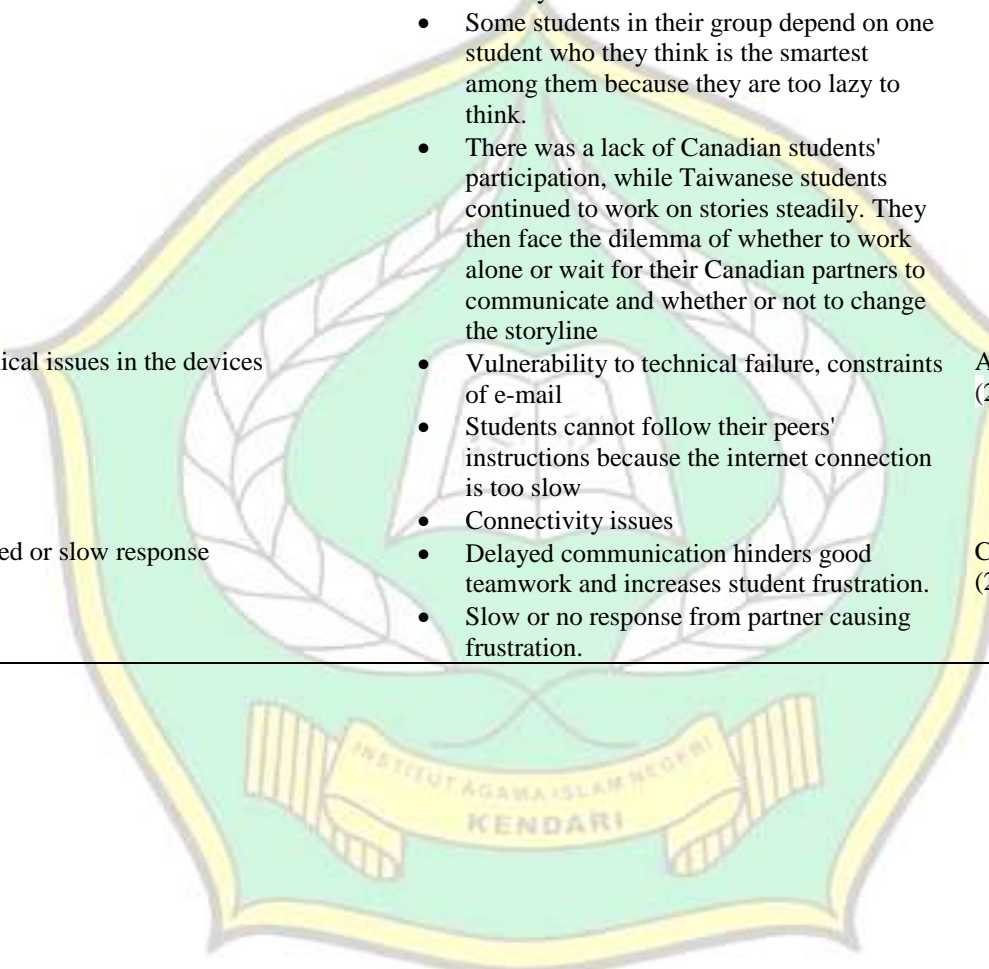 • Some students in their group depend on one
student who they think is the smartest
among them because they are too lazy to
think.
• There was a lack of Canadian students'
participation, while Taiwanese students
continued to work on stories steadily. They
then face the dilemma of whether to work
alone or wait for their Canadian partners to
communicate and whether or not to change
the storyline
nical issues in the devices
• Vulnerability to technical failure, constraints
of e-mail
• Students cannot follow their peers'
instructions because the internet connection
is too slow
• Connectivity issues
A
(2
ed or slow response
• Delayed communication hinders good
teamwork and increases student frustration.
• Slow or no response from partner causing
frustration.
C
(2
INSTITUT AGAMA ISLAM NEGERI
KENDARI